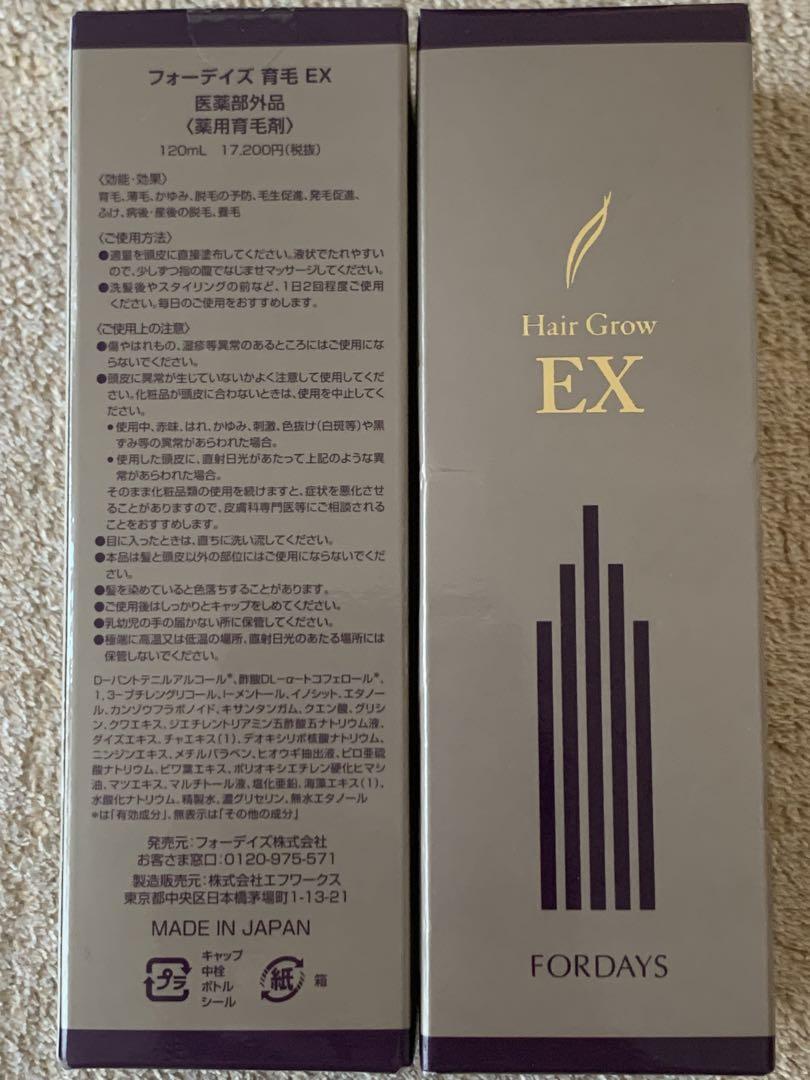 フォーデイズ 育毛 EX
医薬部外品
〈薬用育毛剤〉
120mL 17,200円(税抜)
〈効能・効果〉
育毛、薄毛、かゆみ、脱毛の予防、毛生促進、発毛促進、
ふけ、病後・産後の脱毛、養毛
〈ご使用方法〉
●適量を頭皮に直接塗布してください。液状でたれやすい
ので、少しずつ指の腹でなじませマッサージしてください。
●洗髪後やスタイリングの前など、1日2回程度ご使用
ください。毎日のご使用をおすすめします。
〈ご使用上の注意〉
●傷やはれもの、湿疹等異常のあるところにはご使用にな
らないでください。
●頭皮に異常が生じていないかよく注意して使用してくだ
さい。化粧品が頭皮に合わないときは、使用を中止してく
ださい。
●使用中、赤味、はれ、かゆみ、刺激、色抜け(白斑等)や黒
ずみ等の異常があらわれた場合。
●使用した頭皮に、直射日光があたって上記のような異
常があらわれた場合。
そのまま化粧品類の使用を続けますと、症状を悪化させ
ることがありますので、皮膚科専門医等にご相談される
ことをおすすめします。
●目に入ったときは、直ちに洗い流してください。
●本品は髪と頭皮以外の部位にはご使用にならないでくだ
さい。
●髪を染めていると色落ちすることがあります。
●ご使用後はしっかりとキャップをしめてください。
●乳幼児の手の届かない所に保管してください。
●極端に高温又は低温の場所、直射日光のあたる場所には
保管しないでください。
D-パントテニルアルコール*、酢酸DL-α-トコフェロール*、
1,3-ブチレングリコール、l-メントール、イノシット、エタノー
ル、カンゾウフラボノイド、キサンタンガム、クエン酸、グリシ
ン、クワエキス、ジエチレントリアミン五酢酸五ナトリウム液、
ダイズエキス、チャエキス(1)、デオキシリボ核酸ナトリウム、
ニンジンエキス、メチルパラベン、ヒオウギ抽出液、ピロ亜硫
酸ナトリウム、ビワ葉エキス、ポリオキシエチレン硬化ヒマシ
油、マツエキス、マルチトール液、塩化亜鉛、海藻エキス(1)、
水酸化ナトリウム、精製水、濃グリセリン、無水エタノール
*は「有効成分」、無表示は「その他の成分」
発売元：フォーデイズ株式会社
お客さま窓口：0120-975-571
製造販売元：株式会社エフワークス
東京都中央区日本橋茅場町1-13-21
MADE IN JAPAN
プラ
キャップ
中栓
ボトル
シール
紙
箱
Hair Grow
EX
FORDAYS